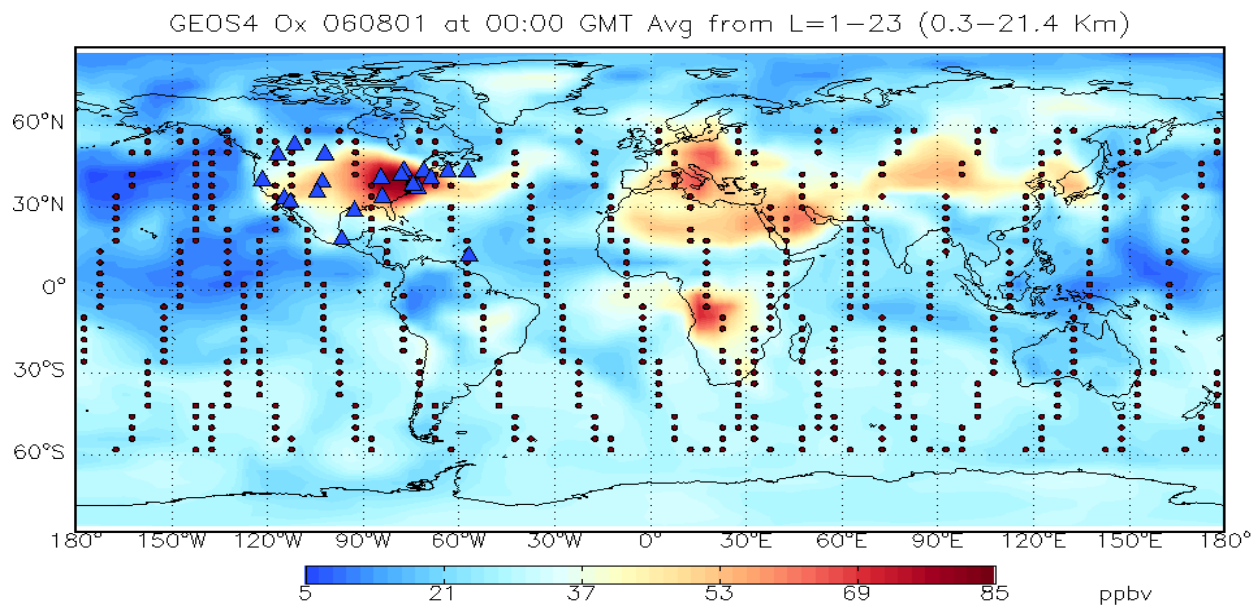 GEOS4 Ox 060801 at 00:00 GMT Avg from L=1-23 (0.3-21.4 Km)
60°N
30°N
0°
30°S
60°S
90°S
180°W 150°W 120°W 90°W 60°W 30°W 0° 30°E 60°E 90°E 120°E 150°E 180°
5 21 37 53 69 85 ppbv